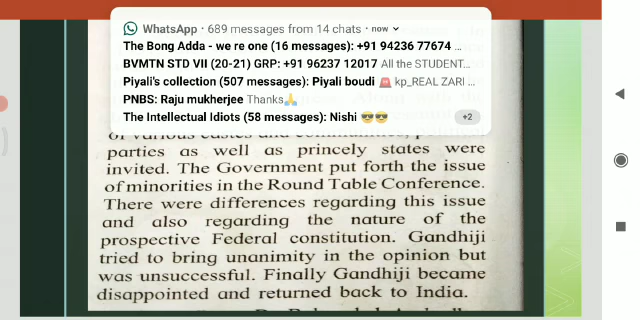 WhatsApp • 689 messages from 14 chats • now
The Bong Adda - we re one (16 messages): +91 94236 77674 ...
BVMTN STD VII (20-21) GRP: +91 96237 12017 All the STUDENT...
Piyali's collection (507 messages): Piyali boudi 🚨 kp_REAL ZARI ...
PNBS: Raju mukherjee Thanks🙏
The Intellectual Idiots (58 messages): Nishi 😎😎
+2
of various castes and communities,
parties as well as princely states were
invited. The Government put forth the issue
of minorities in the Round Table Conference.
There were differences regarding this issue
and also regarding the nature of the
prospective Federal constitution. Gandhiji
tried to bring unanimity in the opinion but
was unsuccessful. Finally Gandhiji became
disappointed and returned back to India.